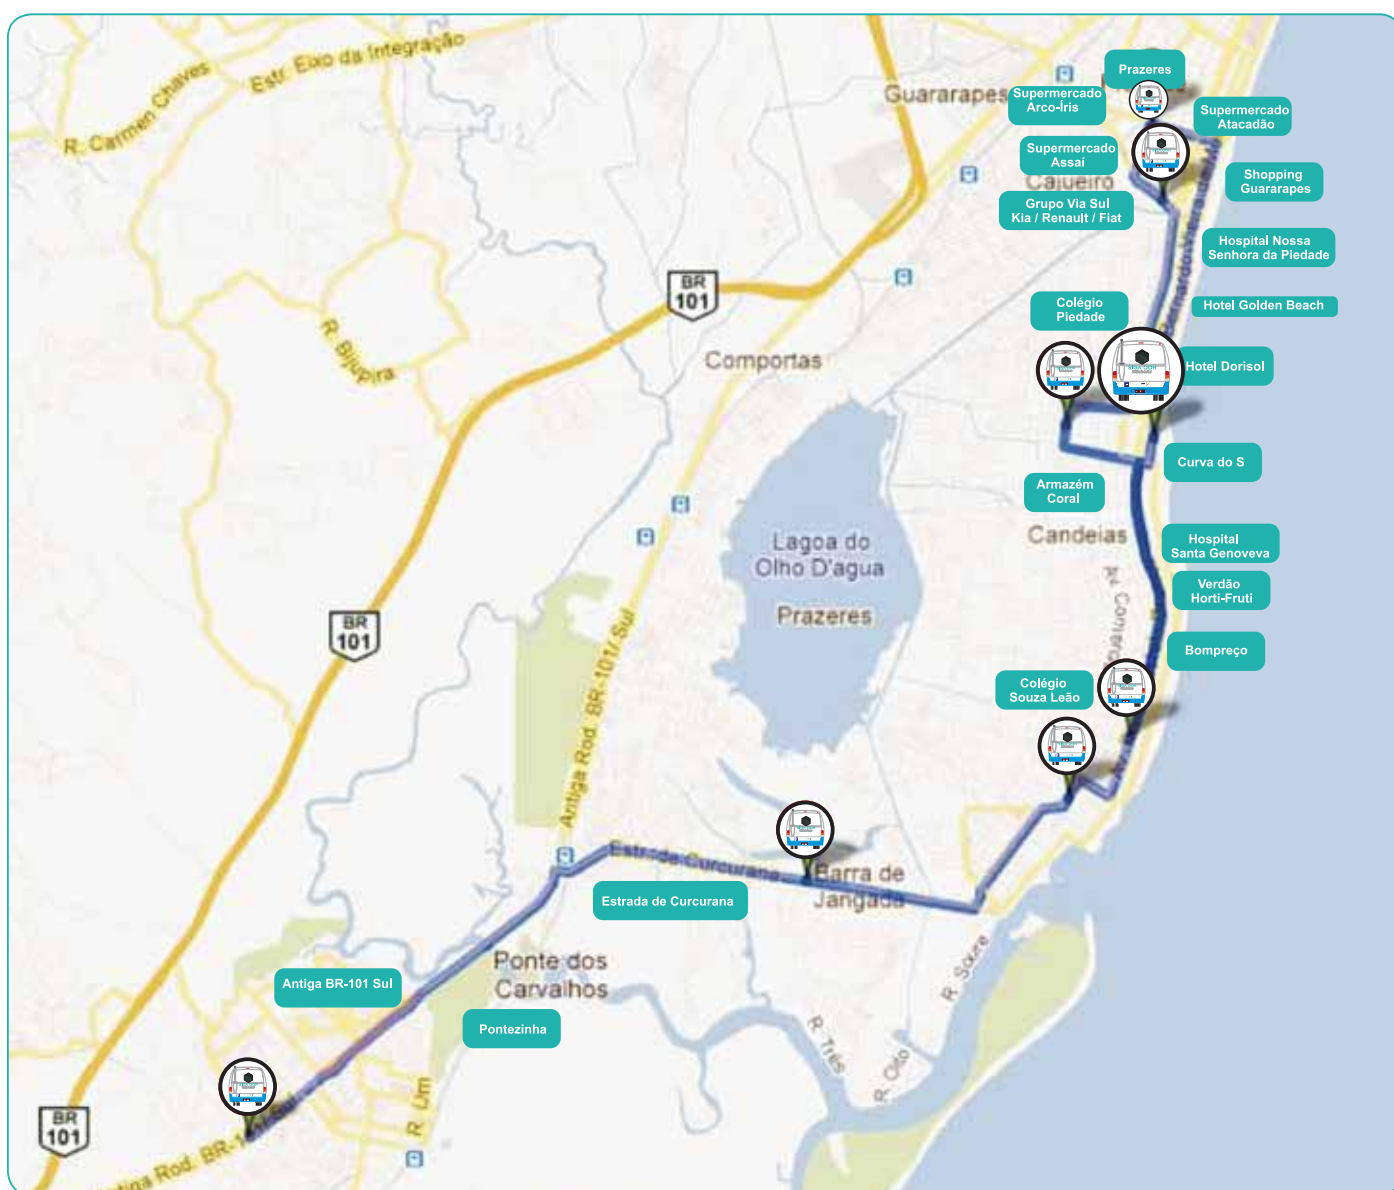 Estr. Eixo da Integração
R. Carmen Chaves
Prazeres
Guararapes
Supermercado
Arco-Íris
Supermercado
Atacadão
Supermercado
Assaí
Cajueiro
Shopping
Guararapes
Grupo Via Sul
Kia / Renault / Fiat
Hospital Nossa
Senhora da Piedade
BR
101
Hotel Golden Beach
Colégio
Piedade
R. Bijupira
Comportas
Hotel Dorisol
Curva do S
Armazém
Coral
Candeias
Lagoa do
Olho D'agua
Hospital
Santa Genoveva
Verdão
Horti-Fruti
Prazeres
BR
101
Antiga Rod. BR-101/ Sul
Bompreço
Colégio
Souza Leão
Estr. de Curcurana
Barra de
Jangada
Estrada de Curcurana
R. Soure
Ponte dos
Carvalhos
Antiga BR-101 Sul
Pontezinha
R. Três
R. Oito
R. Um
BR
101